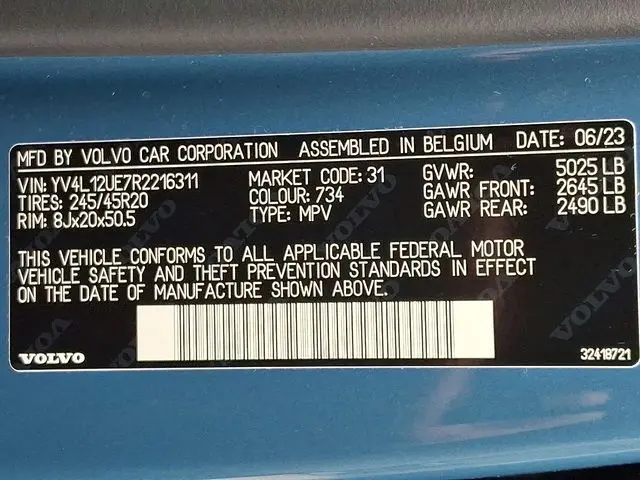 MFD BY VOLVO CAR CORPORATION ASSEMBLED IN BELGIUM DATE: 06/23
VIN: YV4L12UE7R2216311 MARKET CODE: 31 GVWR: 5025 LB
TIRES: 245/45R20 COLOUR: 734 GAWR FRONT: 2645 LB
RIM: 8Jx20x50.5 TYPE: MPV GAWR REAR: 2490 LB
THIS VEHICLE CONFORMS TO ALL APPLICABLE FEDERAL MOTOR
VEHICLE SAFETY AND THEFT PREVENTION STANDARDS IN EFFECT
ON THE DATE OF MANUFACTURE SHOWN ABOVE.
VOLVO 32418721